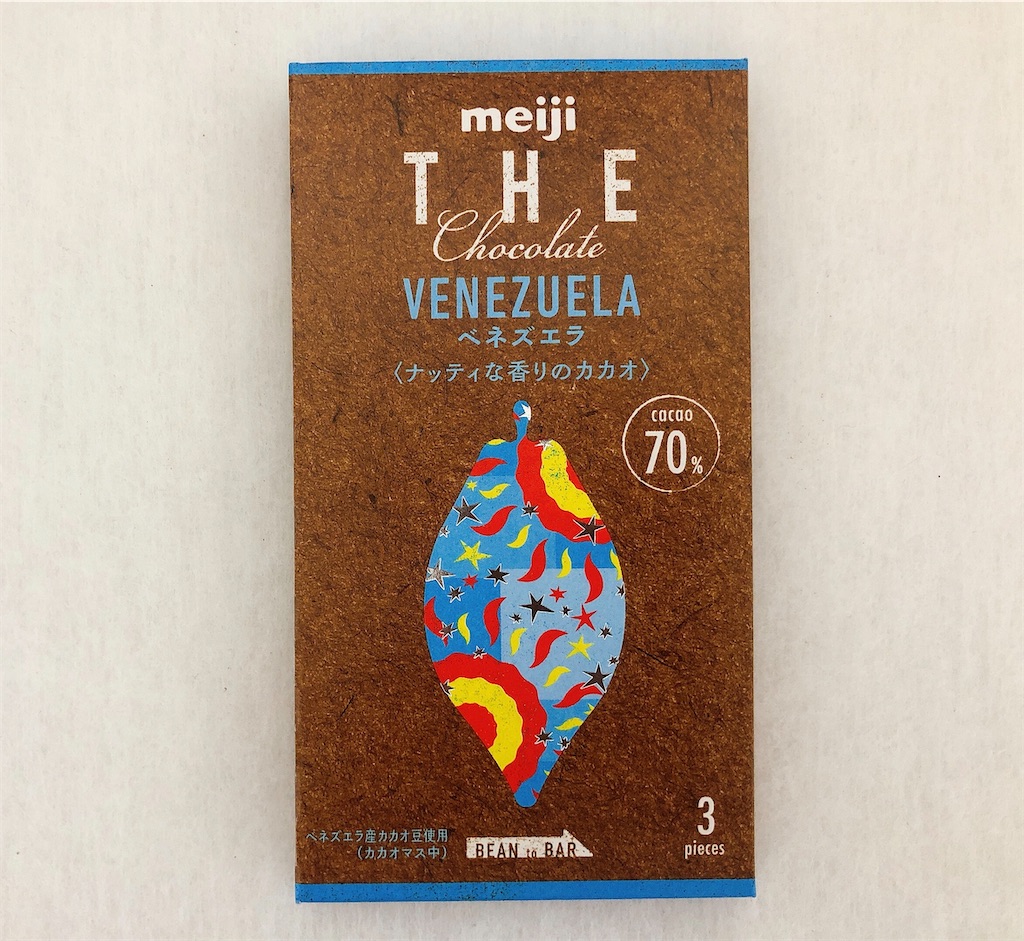 meiji
THE
Chocolate
VENEZUELA
ベネズエラ
〈ナッティな香りのカカオ〉
cacao
70%
ベネズエラ産カカオ豆使用
(カカオマス中)
BEAN to BAR
3
pieces